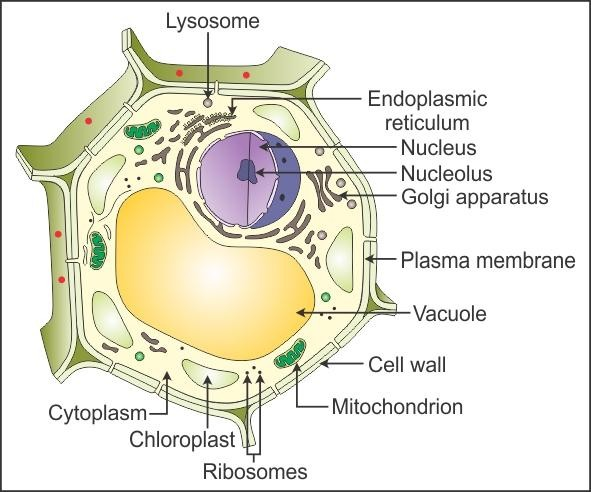 Lysosome
Endoplasmic
reticulum
Nucleus
Nucleolus
Golgi apparatus
Plasma membrane
Vacuole
Cell wall
Mitochondrion
Cytoplasm
Chloroplast
Ribosomes